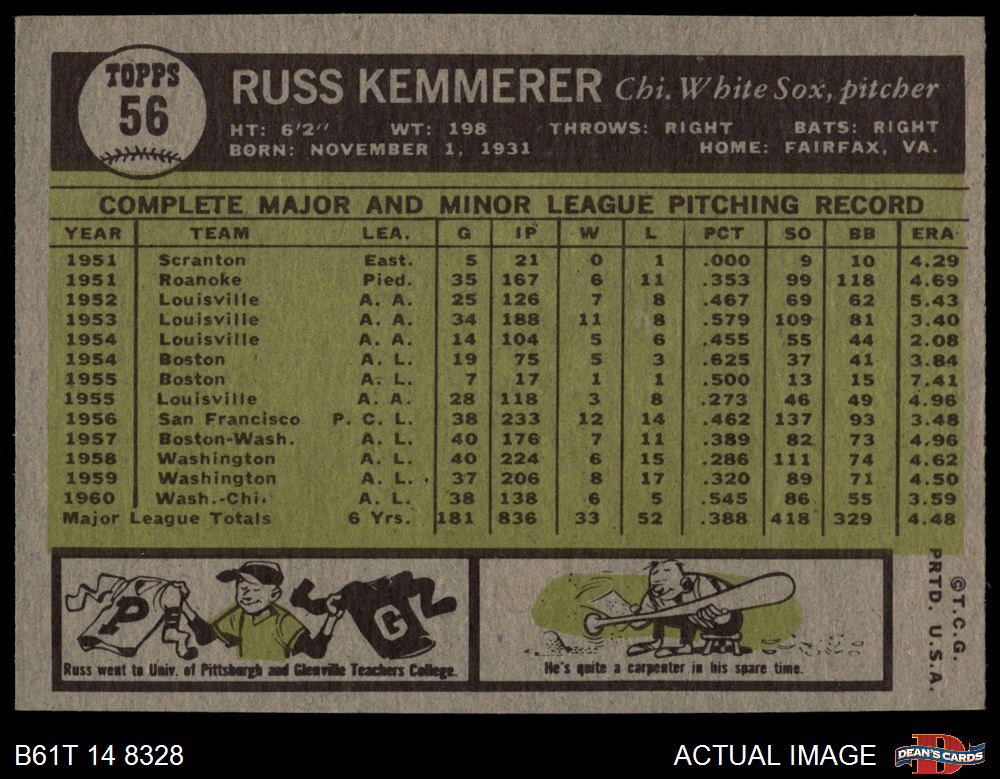 TOPPS
56
RUSS KEMMERER Chi. White Sox, pitcher
HT: 6'2" WT: 198 THROWS: RIGHT BATS: RIGHT
BORN: NOVEMBER 1, 1931 HOME: FAIRFAX, VA.
COMPLETE MAJOR AND MINOR LEAGUE PITCHING RECORD
YEAR TEAM LEA. G IP W L PCT SO BB ERA
1951 Scranton East. 5 21 0 1 .000 9 10 4.29
1951 Roanoke Pied. 35 167 6 11 .353 99 118 4.69
1952 Louisville A. A. 25 126 7 8 .467 69 62 5.43
1953 Louisville A. A. 34 188 11 8 .579 109 81 3.40
1954 Louisville A. A. 14 104 5 6 .455 55 44 2.08
1954 Boston A. L. 19 75 5 3 .625 37 41 3.84
1955 Boston A. L. 7 17 1 1 .500 13 15 7.41
1955 Louisville A. A. 28 118 3 8 .273 46 49 4.96
1956 San Francisco P. C. L. 38 233 12 14 .462 137 93 3.48
1957 Boston-Wash. A. L. 40 176 7 11 .389 82 73 4.96
1958 Washington A. L. 40 224 6 15 .286 111 74 4.62
1959 Washington A. L. 37 206 8 17 .320 89 71 4.50
1960 Wash.-Chi. A. L. 38 138 6 5 .545 86 55 3.59
Major League Totals 6 Yrs. 181 836 33 52 .388 418 329 4.48
P
G
Russ went to Univ. of Pittsburgh and Glenville Teachers College.
He's quite a carpenter in his spare time.
©T.C.G.
PRTD. U.S.A.
B61T 14 8328
ACTUAL IMAGE
D
DEAN'S CARDS